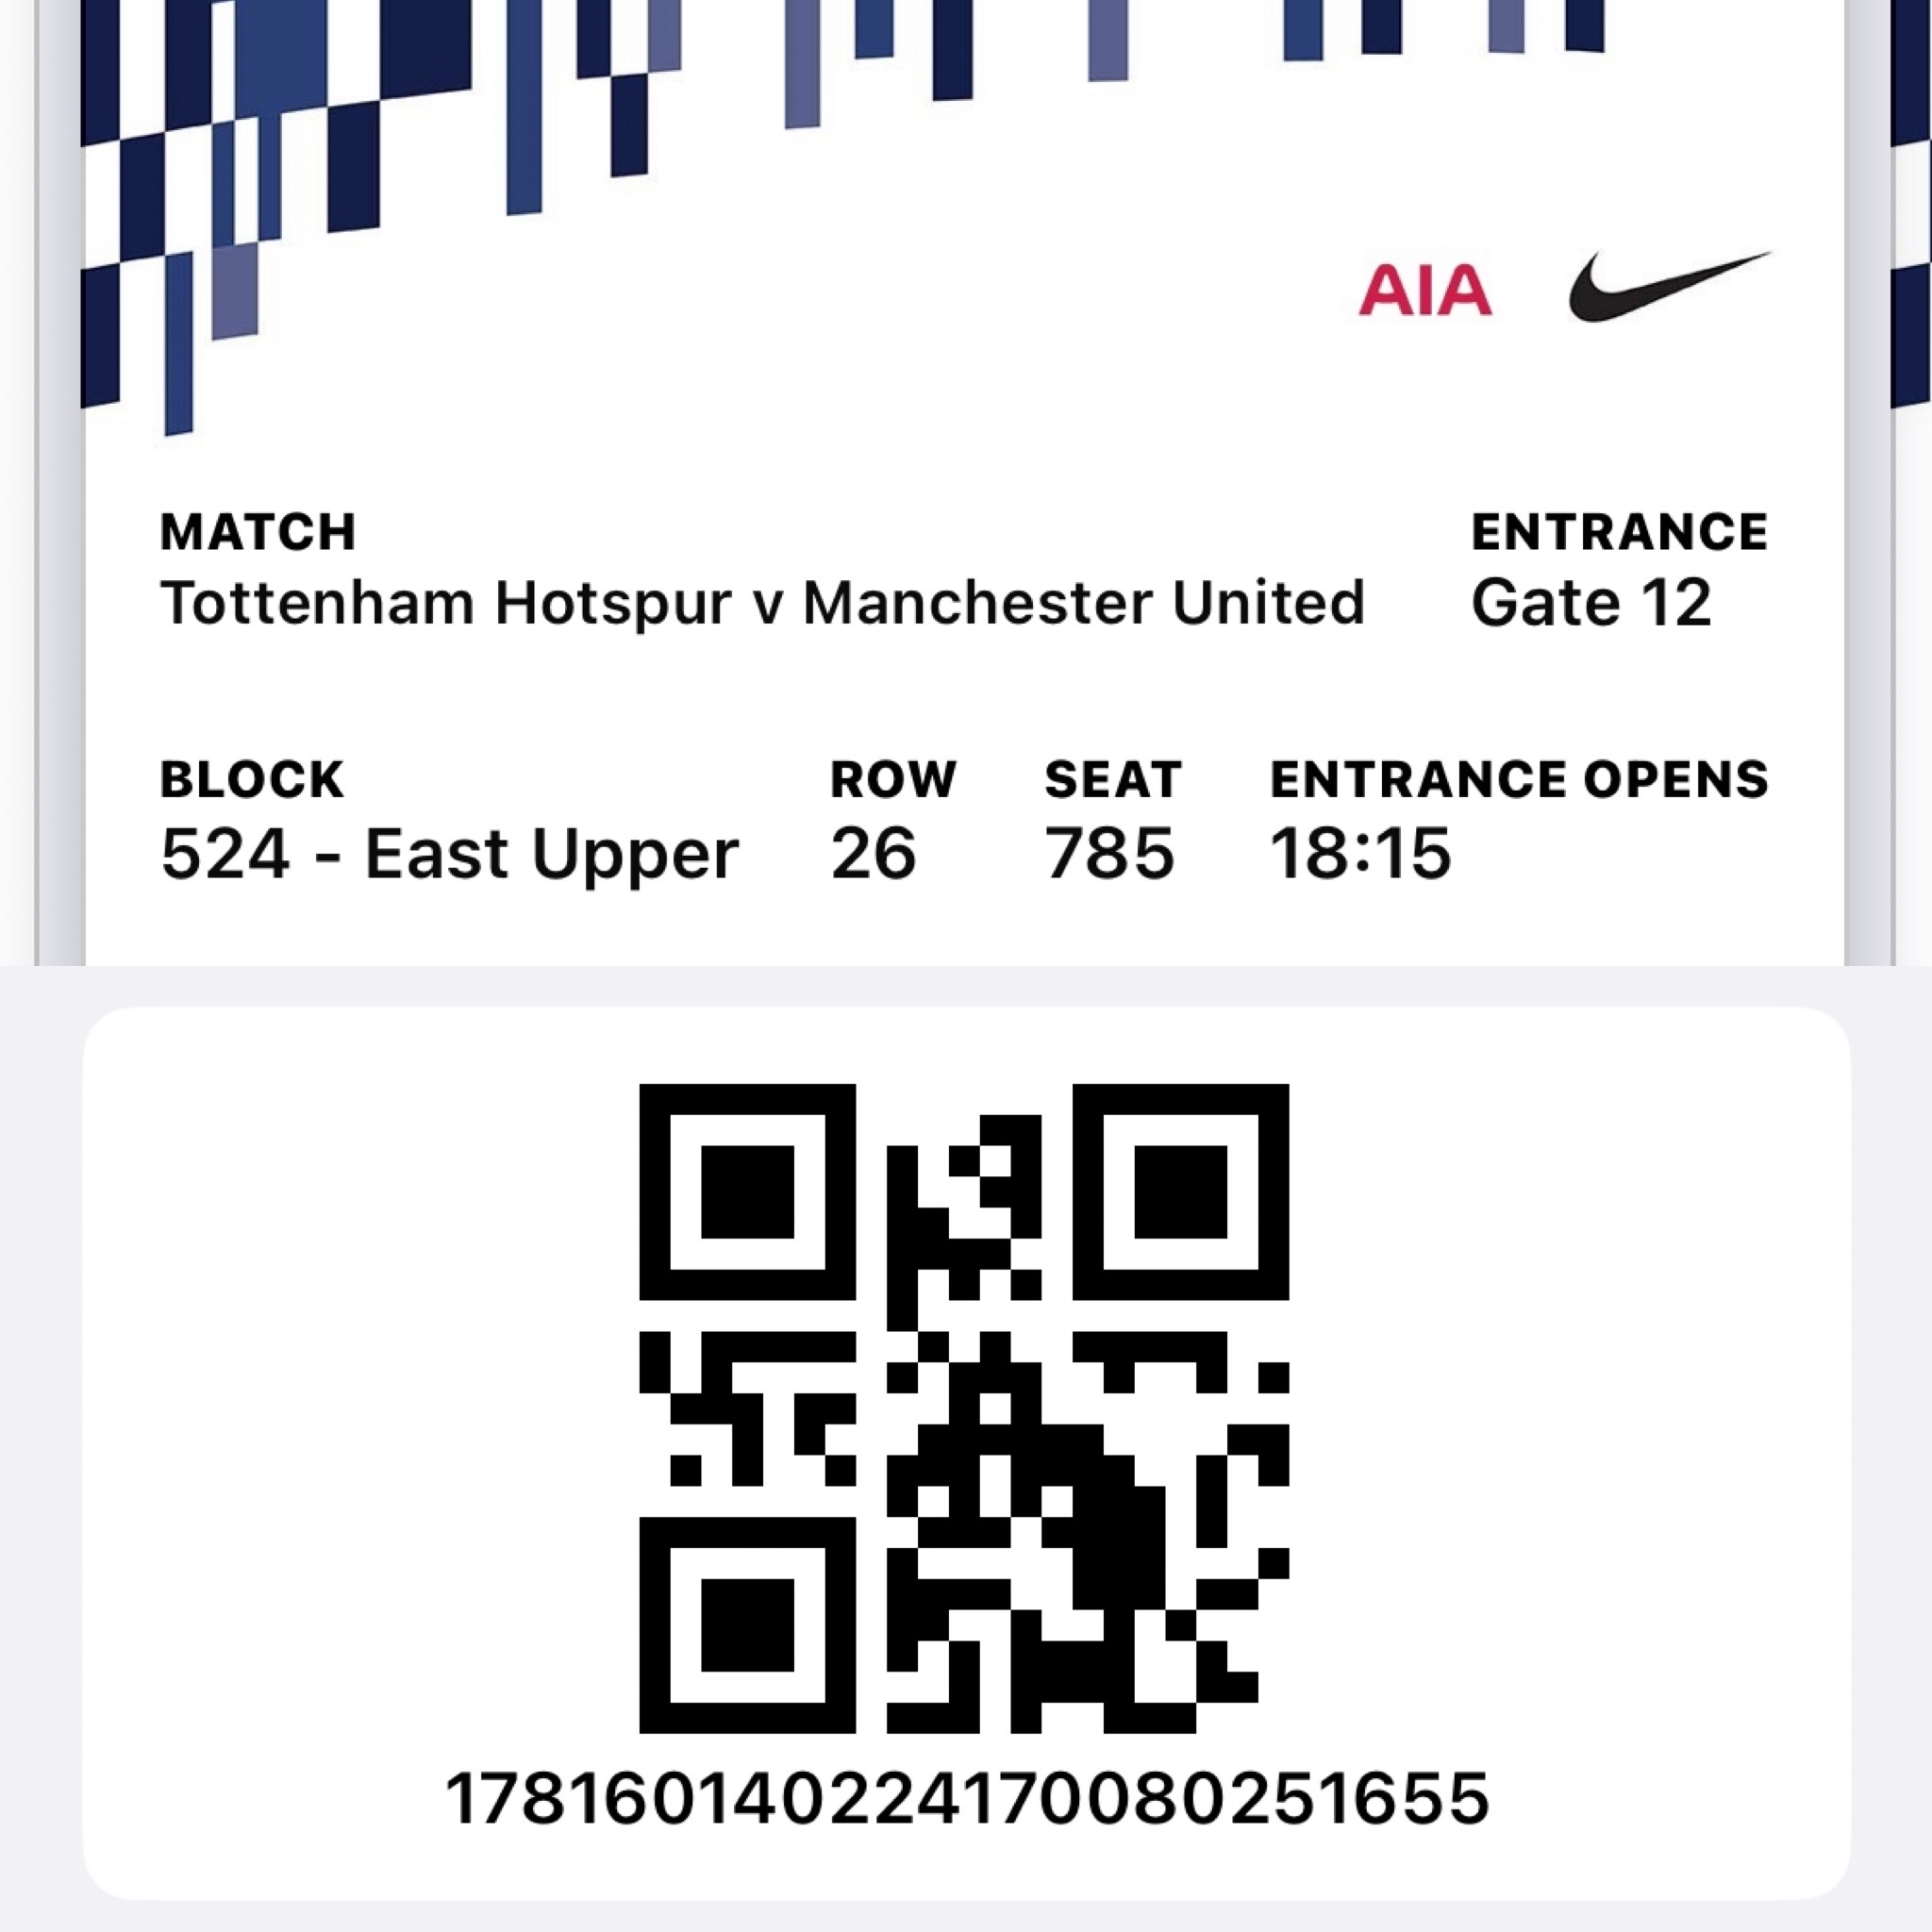 AIA
MATCH
ENTRANCE
Tottenham Hotspur v Manchester United
Gate 12
BLOCK
ROW
SEAT
ENTRANCE OPENS
524 - East Upper
26
785
18:15
178160140224170080251655